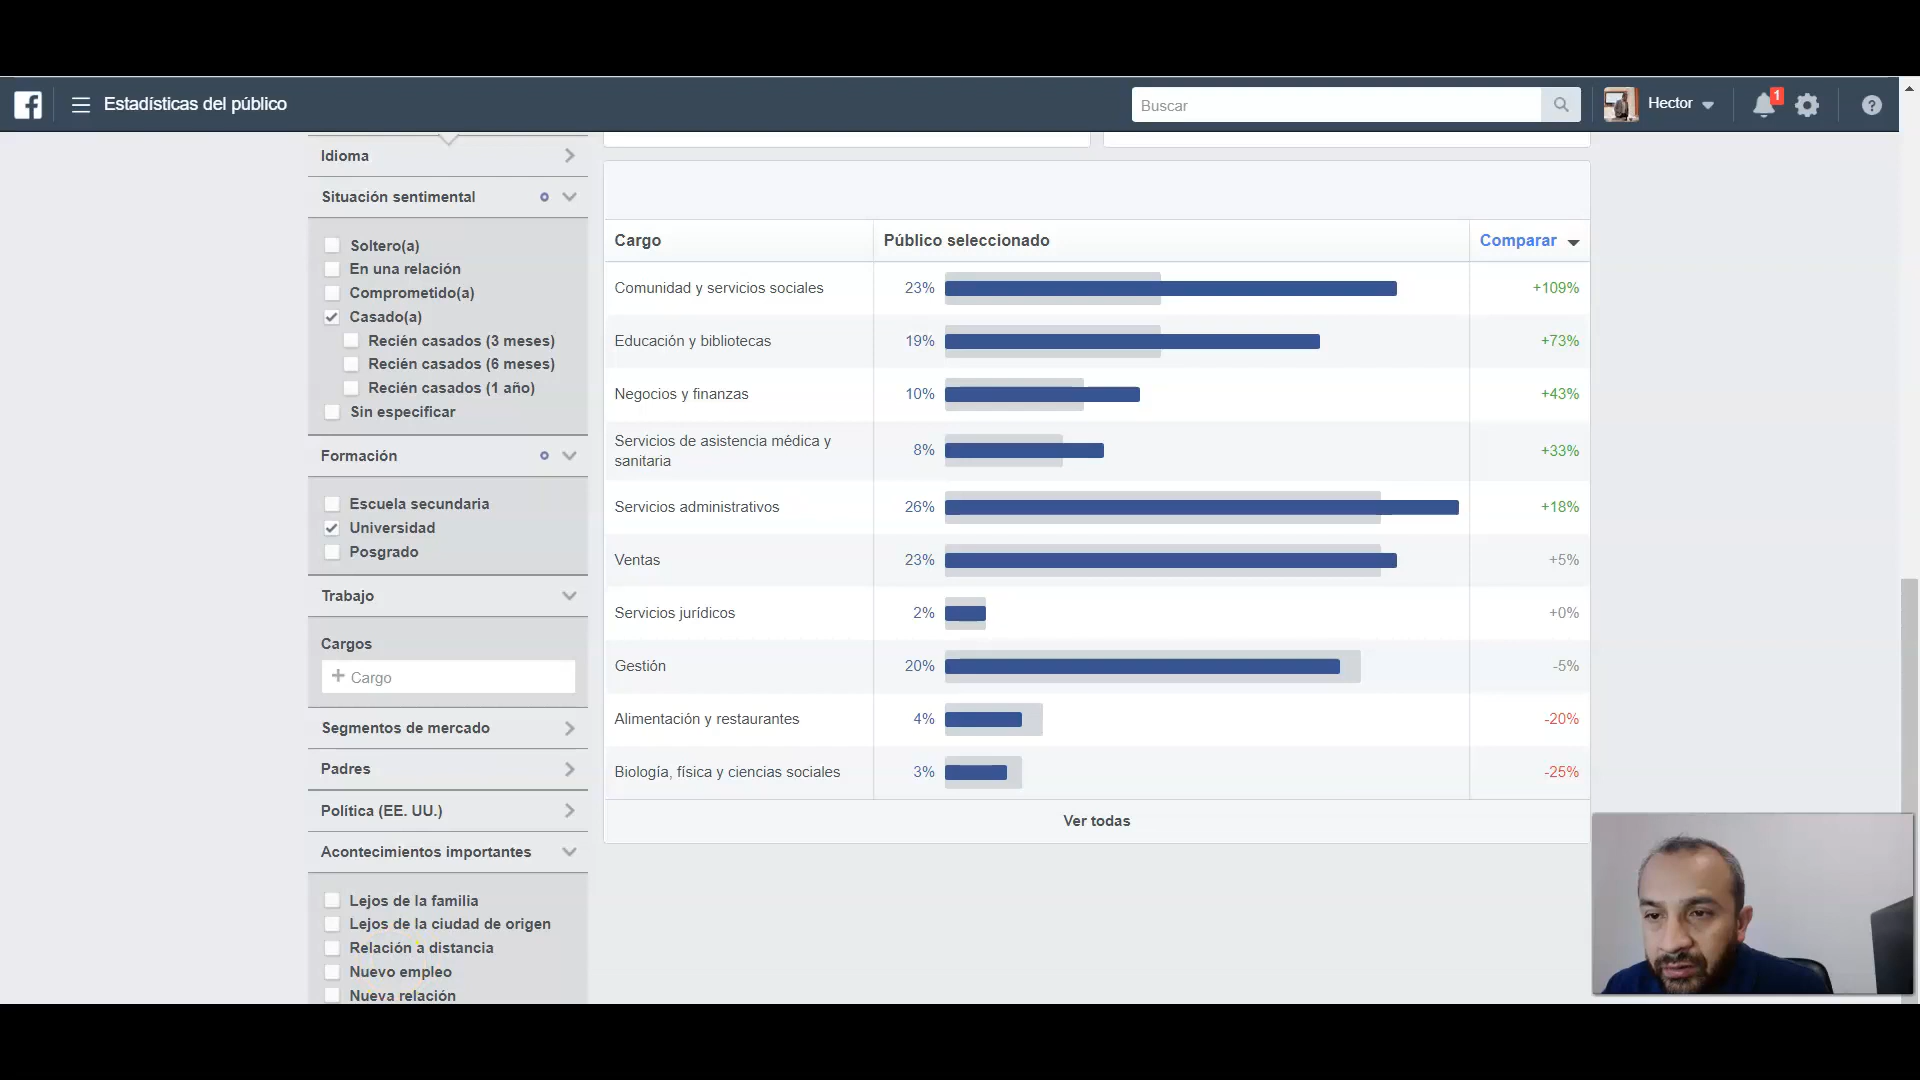 Estadísticas del público
Buscar
Hector
1
Idioma
Situación sentimental
Soltero(a)
En una relación
Comprometido(a)
Casado(a)
Recién casados (3 meses)
Recién casados (6 meses)
Recién casados (1 año)
Sin especificar
Formación
Escuela secundaria
Universidad
Posgrado
Trabajo
Cargos
+ Cargo
Segmentos de mercado
Padres
Política (EE. UU.)
Acontecimientos importantes
Lejos de la familia
Lejos de la ciudad de origen
Relación a distancia
Nuevo empleo
Nueva relación
Cargo Público seleccionado Comparar
Comunidad y servicios sociales 23% +109%
Educación y bibliotecas 19% +73%
Negocios y finanzas 10% +43%
Servicios de asistencia médica y
sanitaria 8% +33%
Servicios administrativos 26% +18%
Ventas 23% +5%
Servicios jurídicos 2% +0%
Gestión 20% -5%
Alimentación y restaurantes 4% -20%
Biología, física y ciencias sociales 3% -25%
Ver todas